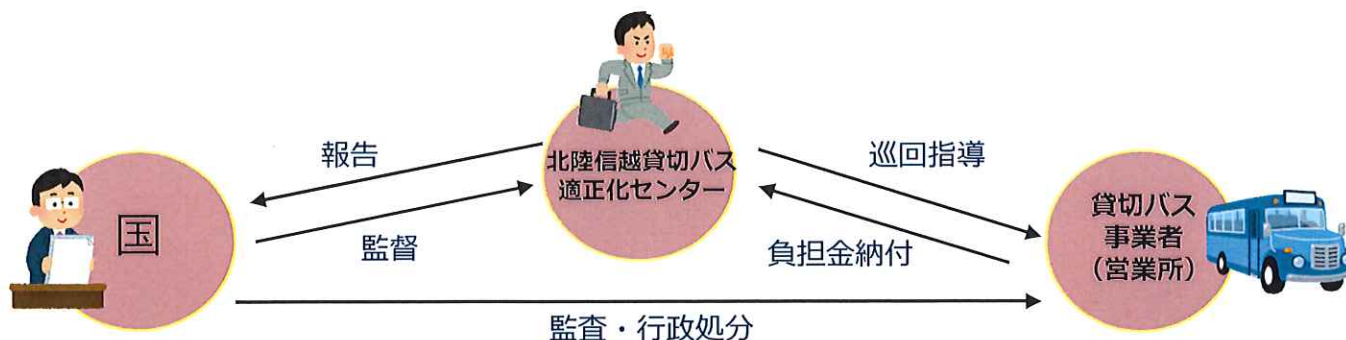 北陸信越貸切バス
適正化センター
報告
監督
巡回指導
負担金納付
国
貸切バス
事業者
（営業所）
監査・行政処分